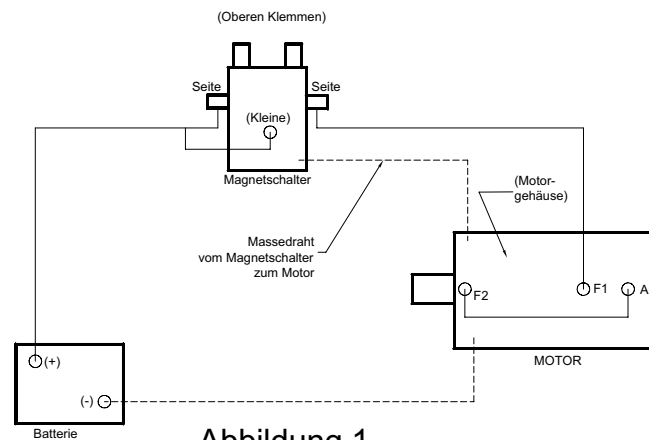 (Oberen Klemmen)
Seite
Seite
(Kleine)
Magnetschalter
(Motor-
gehäuse)
Massedraht
vom Magnetschalter
zum Motor
F2
F1
A
(+)
MOTOR
(-)
Batterie
Abbildung 1